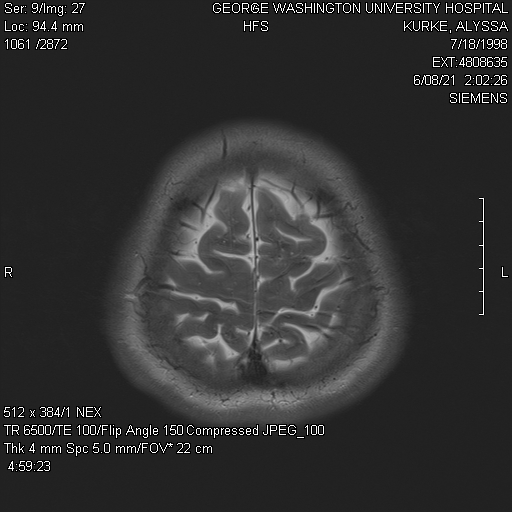 Ser: 9/Img: 27
GEORGE WASHINGTON UNIVERSITY HOSPITAL
Loc: 94.4 mm
HFS
KURKE, ALYSSA
1061 /2872
7/18/1998
EXT:4808635
6/08/21 2:02:26
SIEMENS
R
L
512 x 384/1 NEX
TR 6500/TE 100/Flip Angle 150 Compressed JPEG_100
Thk 4 mm Spc 5.0 mm/FOV* 22 cm
4:59:23